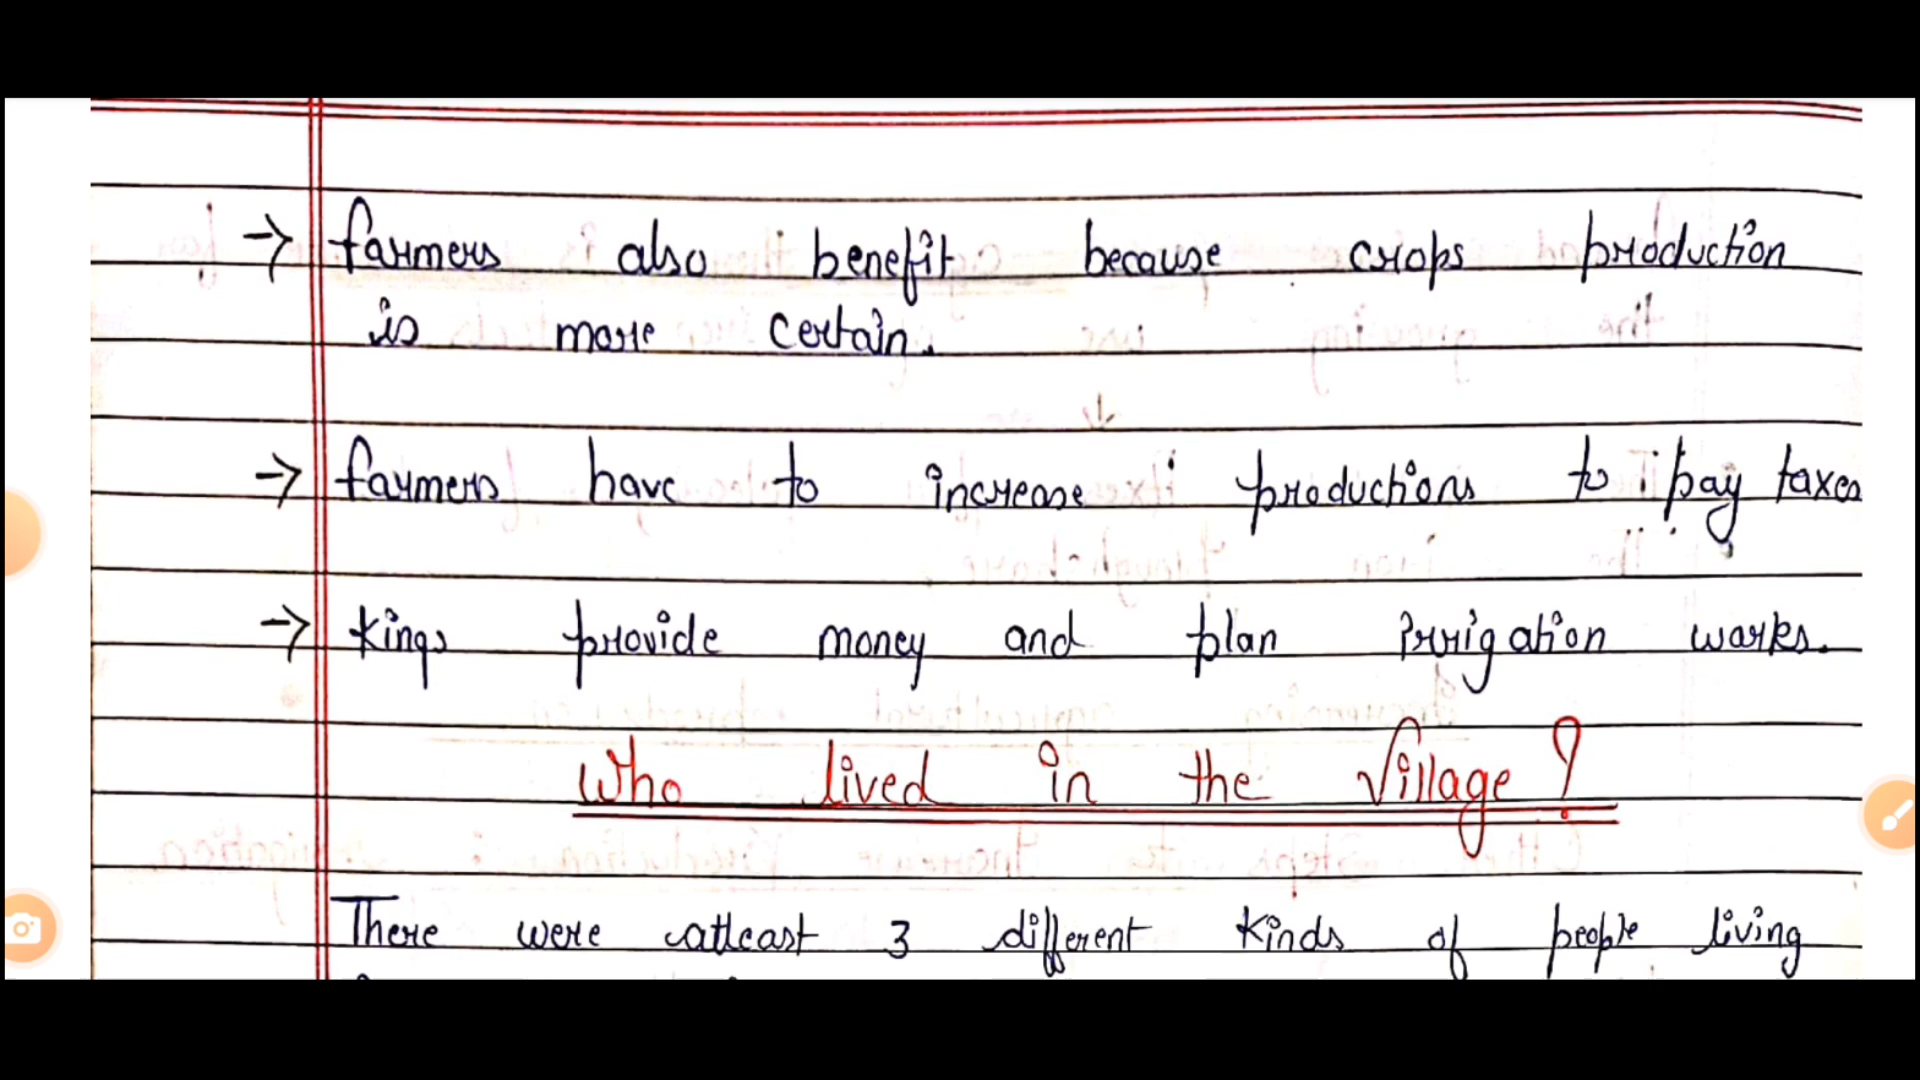 → farmers also benefit because crops production
is more certain.
→ farmers have to increase productions to pay taxes
→ Kings provide money and plan irrigation works.
Who lived in the Village?
There were atleast 3 different kinds of people living